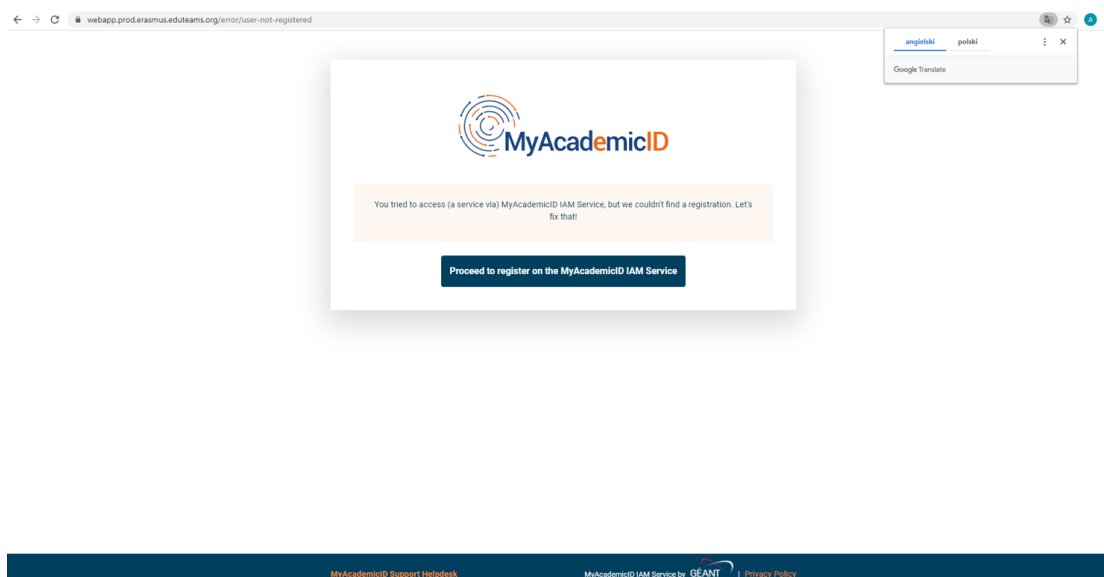 webapp.prod.erasmus.eduteams.org/error/user-not-registered
A
angielski polski
Google Translate
MyAcademicID
You tried to access (a service via) MyAcademicID IAM Service, but we couldn't find a registration. Let's
fix that!
Proceed to register on the MyAcademicID IAM Service
MyAcademicID Support Helpdesk
MyAcademicID IAM Service by GÉANT | Privacy Policy